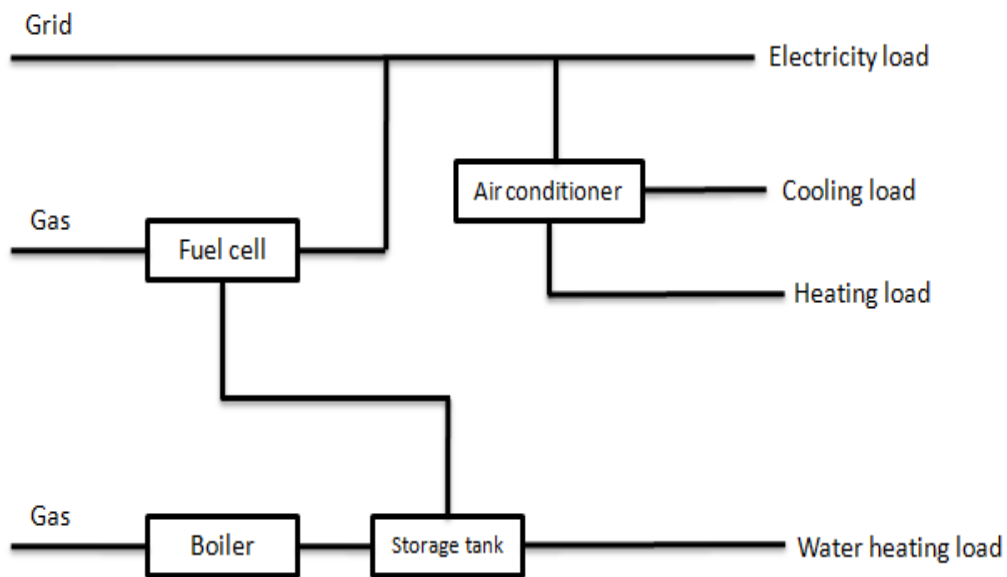 Grid
Electricity load
Air conditioner
Cooling load
Gas
Fuel cell
Heating load
Gas
Boiler
Storage tank
Water heating load